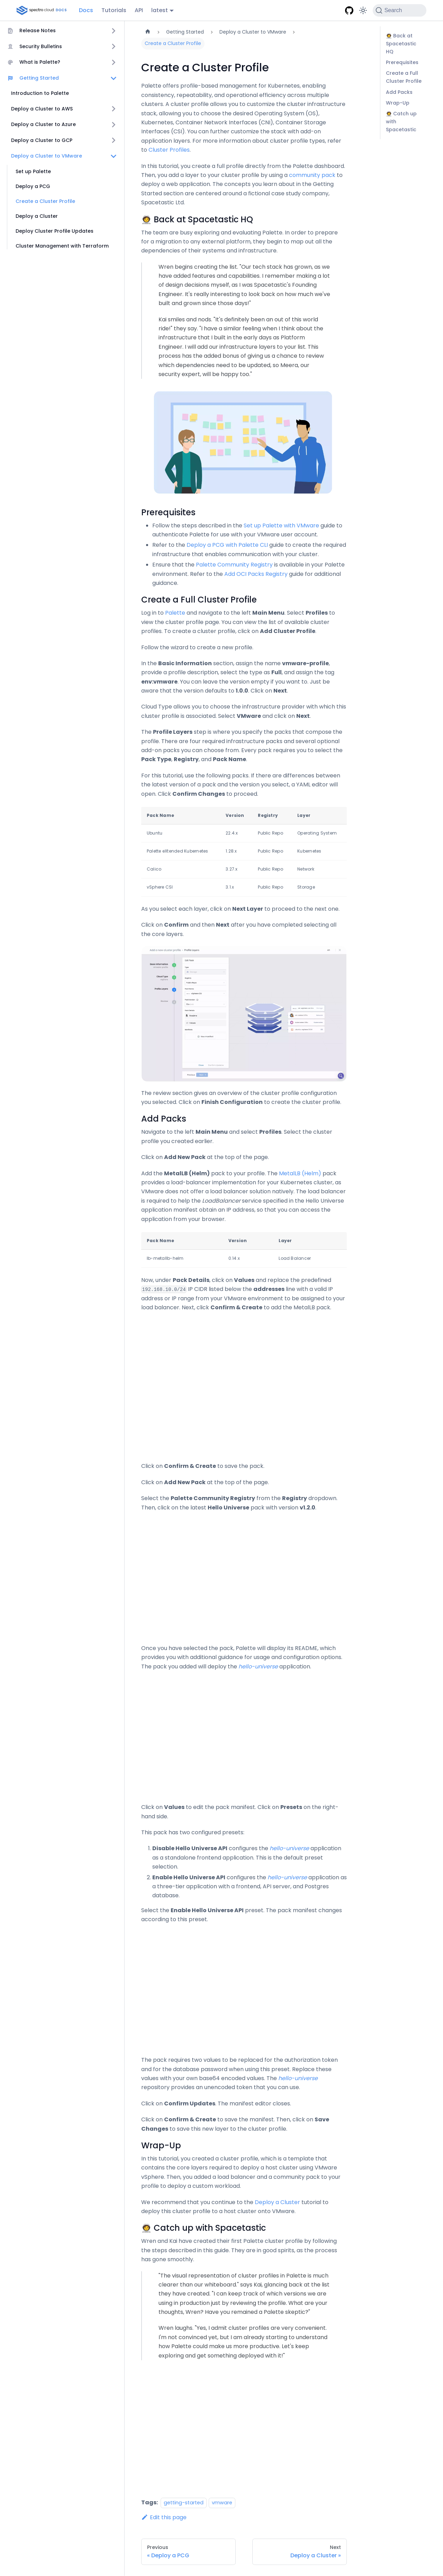 spectro cloud DOCS
Docs
Tutorials
API
latest
Search
Release Notes
Security Bulletins
What is Palette?
Getting Started
Introduction to Palette
Deploy a Cluster to AWS
Deploy a Cluster to Azure
Deploy a Cluster to GCP
Deploy a Cluster to VMware
Set up Palette
Deploy a PCG
Create a Cluster Profile
Deploy a Cluster
Deploy Cluster Profile Updates
Cluster Management with Terraform
Getting Started
Deploy a Cluster to VMware
Create a Cluster Profile
Create a Cluster Profile
Palette offers profile-based management for Kubernetes, enabling
consistency, repeatability, and operational efficiency across multiple
clusters. A cluster profile allows you to customize the cluster infrastructure
stack, allowing you to choose the desired Operating System (OS),
Kubernetes, Container Network Interfaces (CNI), Container Storage
Interfaces (CSI). You can further customize the stack with add-on
application layers. For more information about cluster profile types, refer
to Cluster Profiles.
In this tutorial, you create a full profile directly from the Palette dashboard.
Then, you add a layer to your cluster profile by using a community pack to
deploy a web application. The concepts you learn about in the Getting
Started section are centered around a fictional case study company,
Spacetastic Ltd.
🧑‍🚀 Back at Spacetastic HQ
The team are busy exploring and evaluating Palette. In order to prepare
for a migration to any external platform, they begin to map out all the
dependencies of their systems and infrastructure.
Wren begins creating the list. "Our tech stack has grown, as we
have added features and capabilities. I remember making a lot
of design decisions myself, as I was Spacetastic's Founding
Engineer. It's really interesting to look back on how much we've
built and grown since those days!"
Kai smiles and nods. "It's definitely been an out of this world
ride!" they say. "I have a similar feeling when I think about the
infrastructure that I built in the early days as Platform
Engineer. I will add our infrastructure layers to your list. This
process has the added bonus of giving us a chance to review
which dependencies need to be updated, so Meera, our
security expert, will be happy too."
Prerequisites
Follow the steps described in the Set up Palette with VMware guide to
authenticate Palette for use with your VMware user account.
Refer to the Deploy a PCG with Palette CLI guide to create the required
infrastructure that enables communication with your cluster.
Ensure that the Palette Community Registry is available in your Palette
environment. Refer to the Add OCI Packs Registry guide for additional
guidance.
Create a Full Cluster Profile
Log in to Palette and navigate to the left Main Menu. Select Profiles to
view the cluster profile page. You can view the list of available cluster
profiles. To create a cluster profile, click on Add Cluster Profile.
Follow the wizard to create a new profile.
In the Basic Information section, assign the name vmware-profile,
provide a profile description, select the type as Full, and assign the tag
env:vmware. You can leave the version empty if you want to. Just be
aware that the version defaults to 1.0.0. Click on Next.
Cloud Type allows you to choose the infrastructure provider with which this
cluster profile is associated. Select VMware and click on Next.
The Profile Layers step is where you specify the packs that compose the
profile. There are four required infrastructure packs and several optional
add-on packs you can choose from. Every pack requires you to select the
Pack Type, Registry, and Pack Name.
For this tutorial, use the following packs. If there are differences between
the latest version of a pack and the version you select, a YAML editor will
open. Click Confirm Changes to proceed.
Pack Name Version Registry Layer
Ubuntu 22.4.x Public Repo Operating System
Palette eXtended Kubernetes 1.28.x Public Repo Kubernetes
Calico 3.27.x Public Repo Network
vSphere CSI 3.1.x Public Repo Storage
As you select each layer, click on Next Layer to proceed to the next one.
Click on Confirm and then Next after you have completed selecting all
the core layers.
The review section gives an overview of the cluster profile configuration
you selected. Click on Finish Configuration to create the cluster profile.
Add Packs
Navigate to the left Main Menu and select Profiles. Select the cluster
profile you created earlier.
Click on Add New Pack at the top of the page.
Add the MetalLB (Helm) pack to your profile. The MetalLB (Helm) pack
provides a load-balancer implementation for your Kubernetes cluster, as
VMware does not offer a load balancer solution natively. The load balancer
is required to help the LoadBalancer service specified in the Hello Universe
application manifest obtain an IP address, so that you can access the
application from your browser.
Pack Name Version Layer
lb-metallb-helm 0.14.x Load Balancer
Now, under Pack Details, click on Values and replace the predefined
192.168.10.0/24 IP CIDR listed below the addresses line with a valid IP
address or IP range from your VMware environment to be assigned to your
load balancer. Next, click Confirm & Create to add the MetalLB pack.
Click on Confirm & Create to save the pack.
Click on Add New Pack at the top of the page.
Select the Palette Community Registry from the Registry dropdown.
Then, click on the latest Hello Universe pack with version v1.2.0.
Once you have selected the pack, Palette will display its README, which
provides you with additional guidance for usage and configuration options.
The pack you added will deploy the hello-universe application.
Click on Values to edit the pack manifest. Click on Presets on the right-
hand side.
This pack has two configured presets:
1. Disable Hello Universe API configures the hello-universe application
as a standalone frontend application. This is the default preset
selection.
2. Enable Hello Universe API configures the hello-universe application as
a three-tier application with a frontend, API server, and Postgres
database.
Select the Enable Hello Universe API preset. The pack manifest changes
according to this preset.
The pack requires two values to be replaced for the authorization token
and for the database password when using this preset. Replace these
values with your own base64 encoded values. The hello-universe
repository provides an unencoded token that you can use.
Click on Confirm Updates. The manifest editor closes.
Click on Confirm & Create to save the manifest. Then, click on Save
Changes to save this new layer to the cluster profile.
Wrap-Up
In this tutorial, you created a cluster profile, which is a template that
contains the core layers required to deploy a host cluster using VMware
vSphere. Then, you added a load balancer and a community pack to your
profile to deploy a custom workload.
We recommend that you continue to the Deploy a Cluster tutorial to
deploy this cluster profile to a host cluster onto VMware.
🧑‍🚀 Catch up with Spacetastic
Wren and Kai have created their first Palette cluster profile by following
the steps described in this guide. They are in good spirits, as the process
has gone smoothly.
"The visual representation of cluster profiles in Palette is much
clearer than our whiteboard," says Kai, glancing back at the list
they have created. "I can keep track of which versions we are
using in production just by reviewing the profile. What are your
thoughts, Wren? Have you remained a Palette skeptic?"
Wren laughs. "Yes, I admit cluster profiles are very convenient.
I'm not convinced yet, but I am already starting to understand
how Palette could make us more productive. Let's keep
exploring and get something deployed with it!"
Tags: getting-started vmware
Edit this page
Previous
« Deploy a PCG
Next
Deploy a Cluster »
🧑‍🚀 Back at
Spacetastic
HQ
Prerequisites
Create a Full
Cluster Profile
Add Packs
Wrap-Up
🧑‍🚀 Catch up
with
Spacetastic